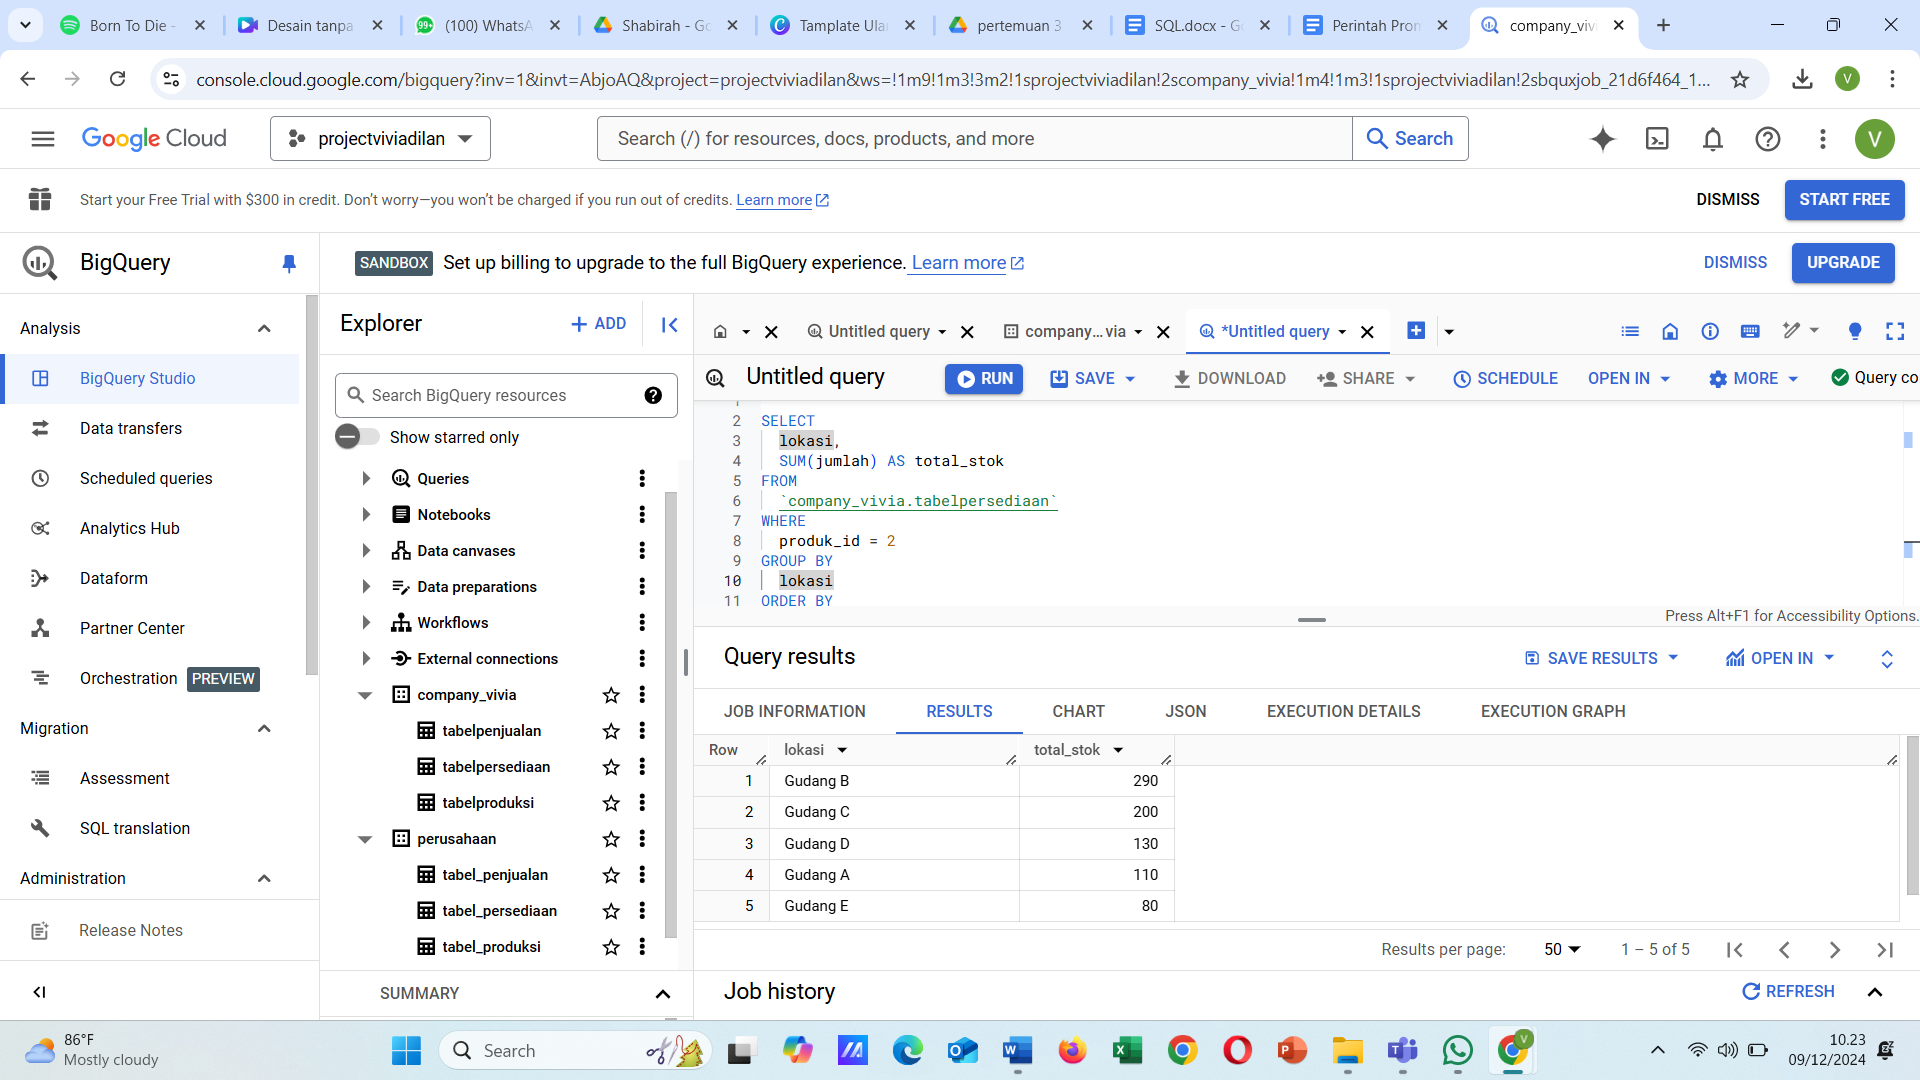 Born To Die -
Desain tanpa
(100) WhatsA
Shabirah - Go
Tamplate Ula
pertemuan 3
SQL.docx - G
Perintah Pron
company_viv
console.cloud.google.com/bigquery?inv=1&invt=AbjoAQ&project=projectviviadilan&ws=!1m9!1m3!3m2!1sprojectviviadilan!2scompany_vivia!1m4!1m3!1sprojectviviadilan!2sbquxjob_21d6f464_1...
V
Google Cloud
projectviviadilan
Search (/) for resources, docs, products, and more
Search
V
Start your Free Trial with $300 in credit. Don't worry—you won't be charged if you run out of credits. Learn more
DISMISS
START FREE
BigQuery
SANDBOX Set up billing to upgrade to the full BigQuery experience. Learn more
DISMISS
UPGRADE
Analysis
BigQuery Studio
Data transfers
Scheduled queries
Analytics Hub
Dataform
Partner Center
Orchestration PREVIEW
Migration
Assessment
SQL translation
Administration
Release Notes
Explorer
+ ADD
Search BigQuery resources
Show starred only
Queries
Notebooks
Data canvases
Data preparations
Workflows
External connections
company_vivia
tabelpenjualan
tabelpersediaan
tabelproduksi
perusahaan
tabel_penjualan
tabel_persediaan
tabel_produksi
SUMMARY
Untitled query
company...via
*Untitled query
Untitled query
RUN
SAVE
DOWNLOAD
SHARE
SCHEDULE
OPEN IN
MORE
Query co
2 SELECT
3 lokasi,
4 SUM(jumlah) AS total_stok
5 FROM
6 `company_vivia.tabelpersediaan`
7 WHERE
8 produk_id = 2
9 GROUP BY
10 lokasi
11 ORDER BY
Press Alt+F1 for Accessibility Options.
Query results
SAVE RESULTS
OPEN IN
JOB INFORMATION
RESULTS
CHART
JSON
EXECUTION DETAILS
EXECUTION GRAPH
Row lokasi total_stok
1 Gudang B 290
2 Gudang C 200
3 Gudang D 130
4 Gudang A 110
5 Gudang E 80
Results per page: 50 1 – 5 of 5
Job history
REFRESH
86°F
Mostly cloudy
Search
10.23
09/12/2024